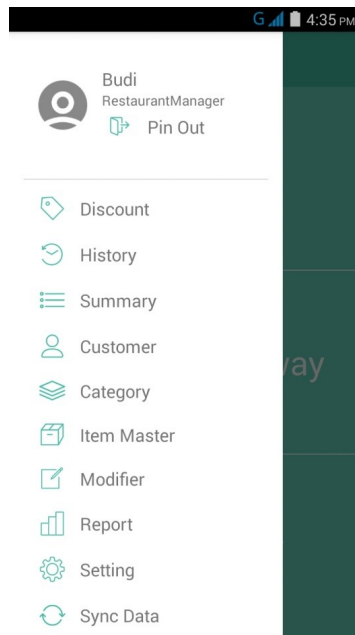 G 4:35 PM
Budi
RestaurantManager
Pin Out
Discount
History
Summary
Customer
Category
Item Master
Modifier
Report
Setting
Sync Data